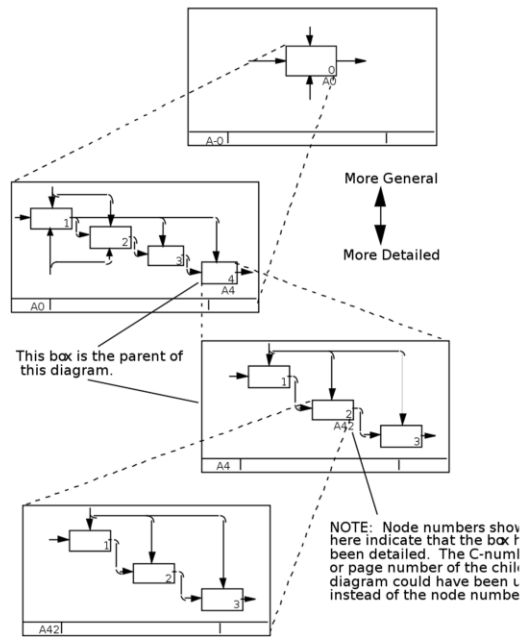 0
A0
A-0
More General
More Detailed
1
2
3
4
A4
A0
This box is the parent of
this diagram.
1
2
A42
3
A4
NOTE: Node numbers
here indicate that the box
been detailed. The
or page number of the
diagram could have been
instead of the node
1
2
3
A42